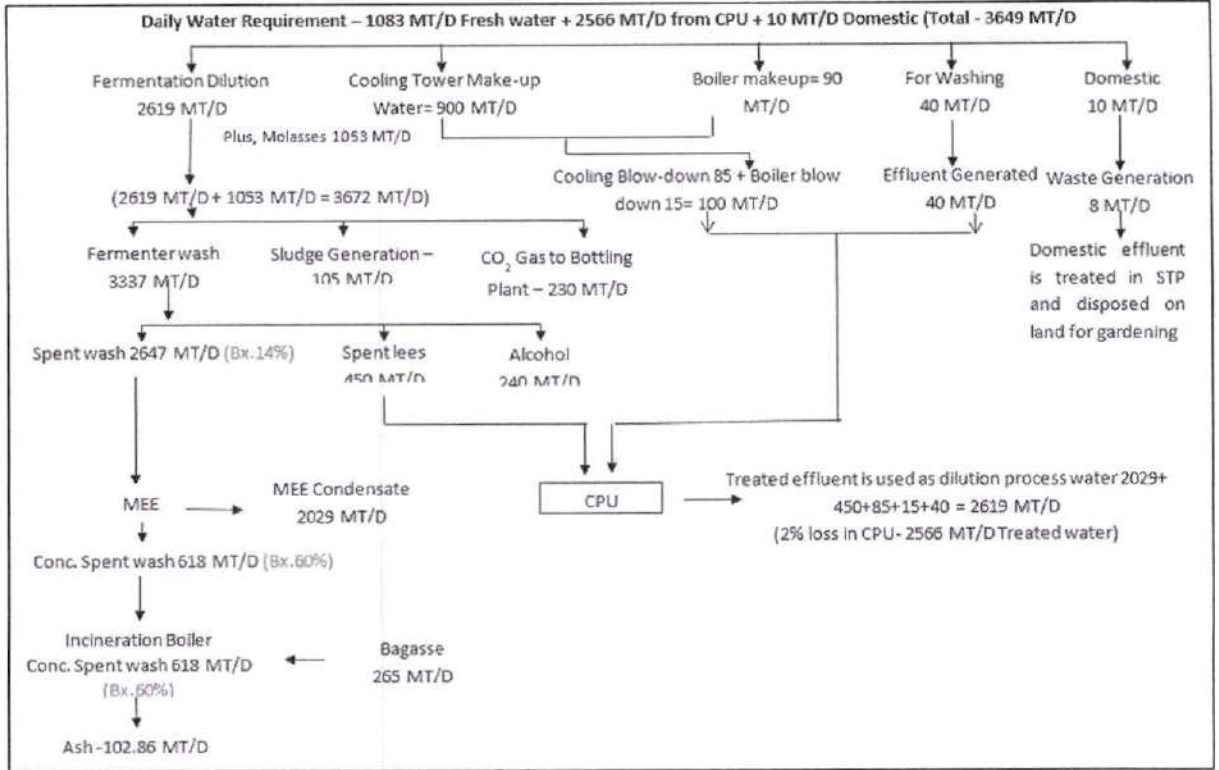 Daily Water Requirement – 1083 MT/D Fresh water + 2566 MT/D from CPU + 10 MT/D Domestic (Total - 3649 MT/D
Fermentation Dilution
2619 MT/D
Cooling Tower Make-up
Water= 900 MT/D
Boiler makeup= 90
MT/D
For Washing
40 MT/D
Domestic
10 MT/D
Plus, Molasses 1053 MT/D
(2619 MT/D+ 1053 MT/D = 3672 MT/D)
Cooling Blow-down 85 + Boiler blow
down 15= 100 MT/D
Effluent Generated
40 MT/D
Waste Generation
8 MT/D
Fermenter wash
3337 MT/D
Sludge Generation –
105 MT/D
CO₂ Gas to Bottling
Plant – 230 MT/D
Domestic effluent
is treated in STP
and disposed on
land for gardening
Spent wash 2647 MT/D (Bx.14%)
Spent lees
450 MT/D
Alcohol
240 MT/D
MEE
MEE Condensate
2029 MT/D
CPU
Treated effluent is used as dilution process water 2029+
450+85+15+40 = 2619 MT/D
(2% loss in CPU- 2566 MT/D Treated water)
Conc. Spent wash 618 MT/D (Bx.60%)
Incineration Boiler
Conc. Spent wash 618 MT/D
(Bx.60%)
Bagasse
265 MT/D
Ash -102.86 MT/D